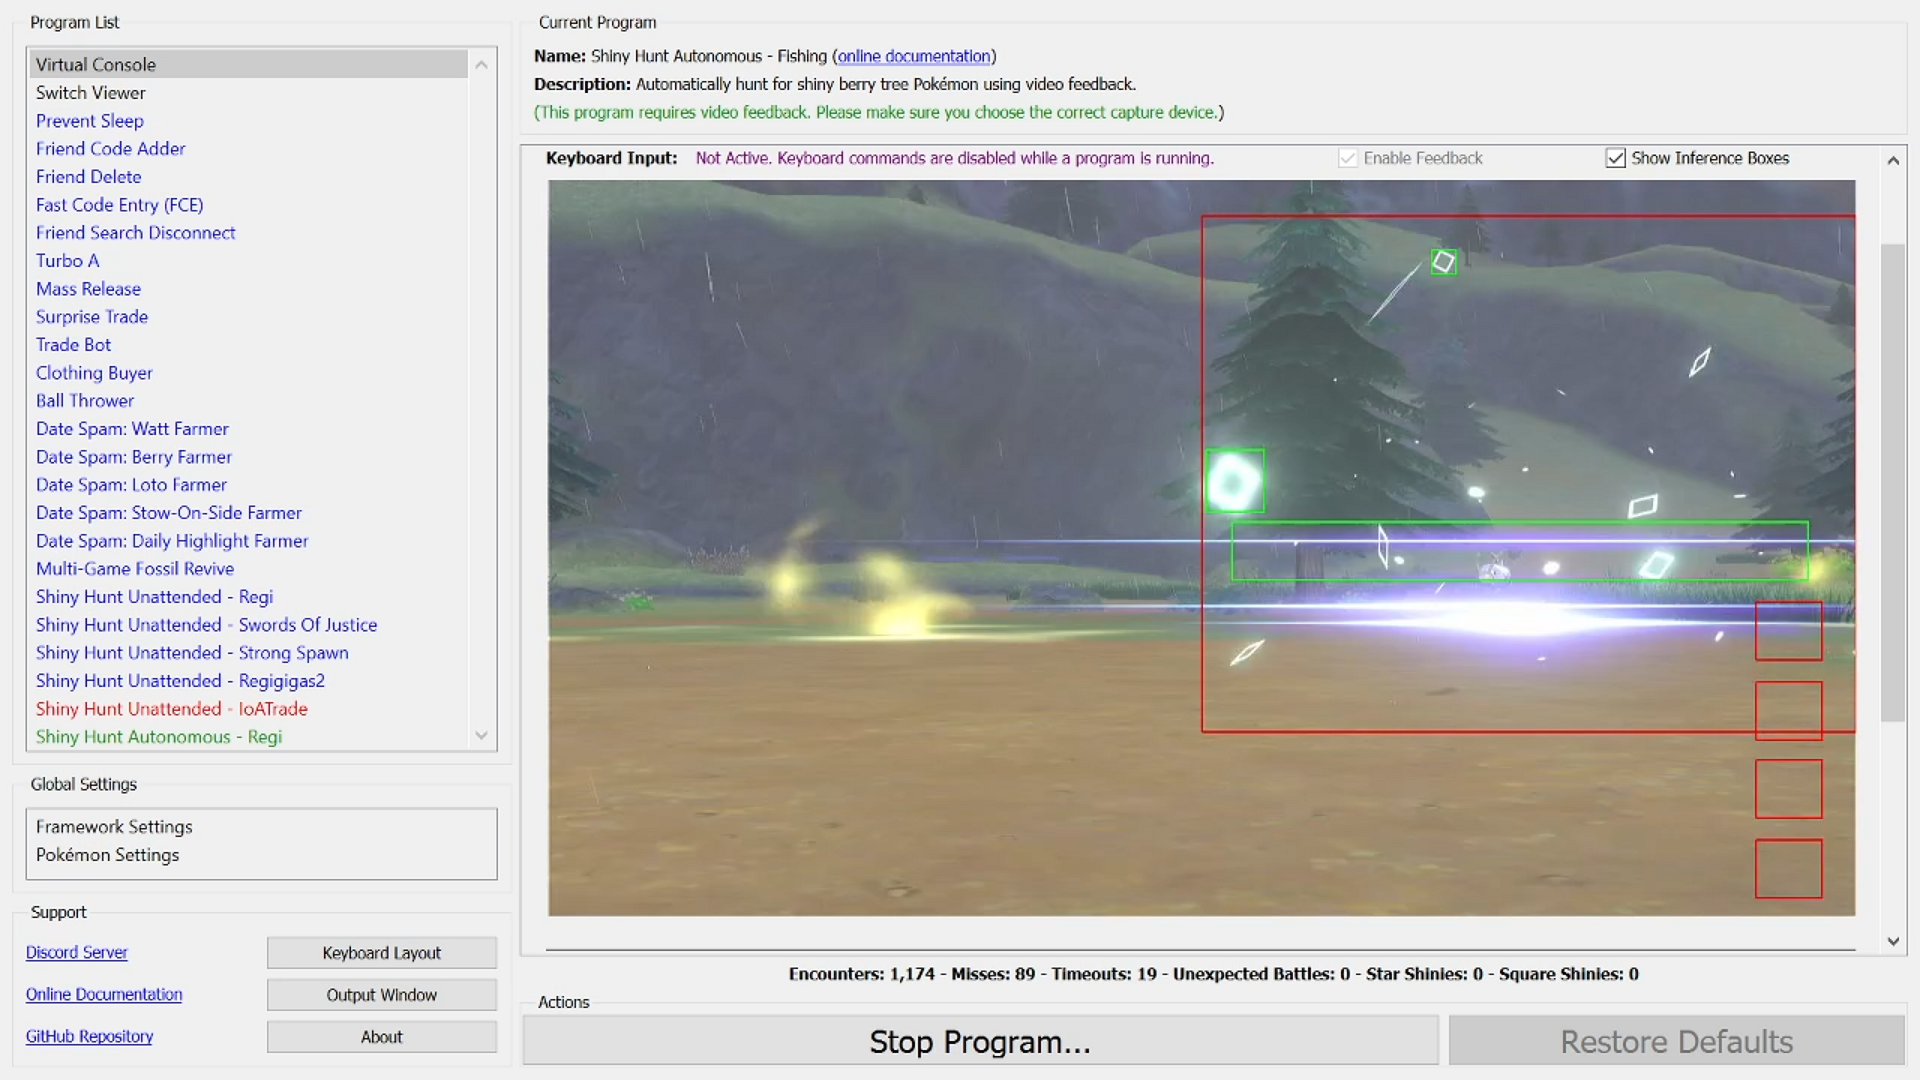 Program List
Virtual Console
Switch Viewer
Prevent Sleep
Friend Code Adder
Friend Delete
Fast Code Entry (FCE)
Friend Search Disconnect
Turbo A
Mass Release
Surprise Trade
Trade Bot
Clothing Buyer
Ball Thrower
Date Spam: Watt Farmer
Date Spam: Berry Farmer
Date Spam: Loto Farmer
Date Spam: Stow-On-Side Farmer
Date Spam: Daily Highlight Farmer
Multi-Game Fossil Revive
Shiny Hunt Unattended - Regi
Shiny Hunt Unattended - Swords Of Justice
Shiny Hunt Unattended - Strong Spawn
Shiny Hunt Unattended - Regigigas2
Shiny Hunt Unattended - IoATrade
Shiny Hunt Autonomous - Regi
Global Settings
Framework Settings
Pokémon Settings
Support
Discord Server
Keyboard Layout
Online Documentation
Output Window
GitHub Repository
About
Current Program
Name: Shiny Hunt Autonomous - Fishing (online documentation)
Description: Automatically hunt for shiny berry tree Pokémon using video feedback.
(This program requires video feedback. Please make sure you choose the correct capture device.)
Keyboard Input: Not Active. Keyboard commands are disabled while a program is running.
Enable Feedback
Show Inference Boxes
Encounters: 1,174 - Misses: 89 - Timeouts: 19 - Unexpected Battles: 0 - Star Shinies: 0 - Square Shinies: 0
Actions
Stop Program...
Restore Defaults